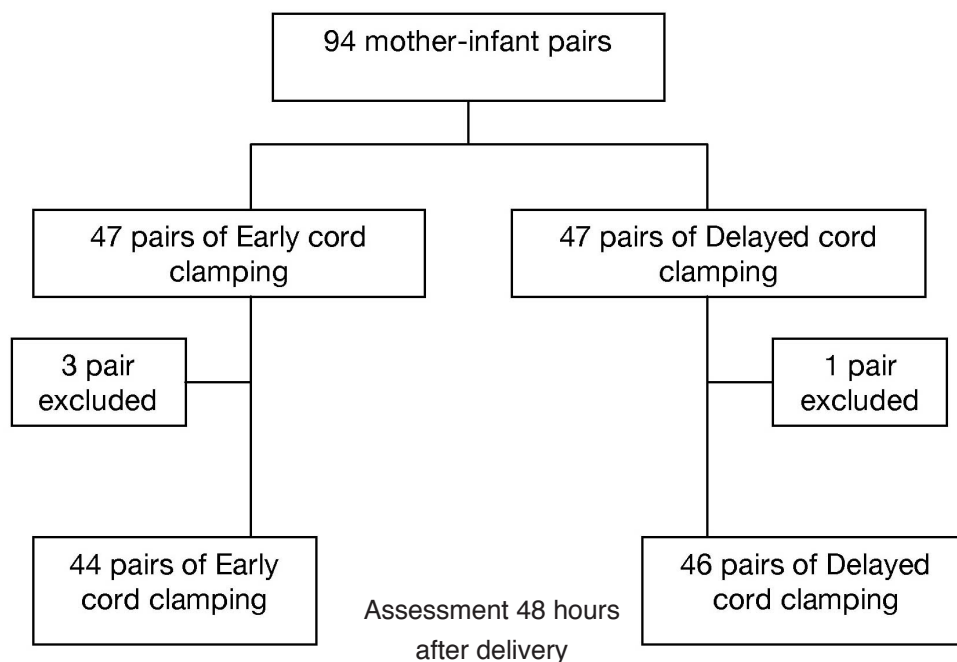 94 mother-infant pairs
47 pairs of Early cord
clamping
47 pairs of Delayed cord
clamping
3 pair
excluded
1 pair
excluded
44 pairs of Early
cord clamping
46 pairs of Delayed
cord clamping
Assessment 48 hours
after delivery